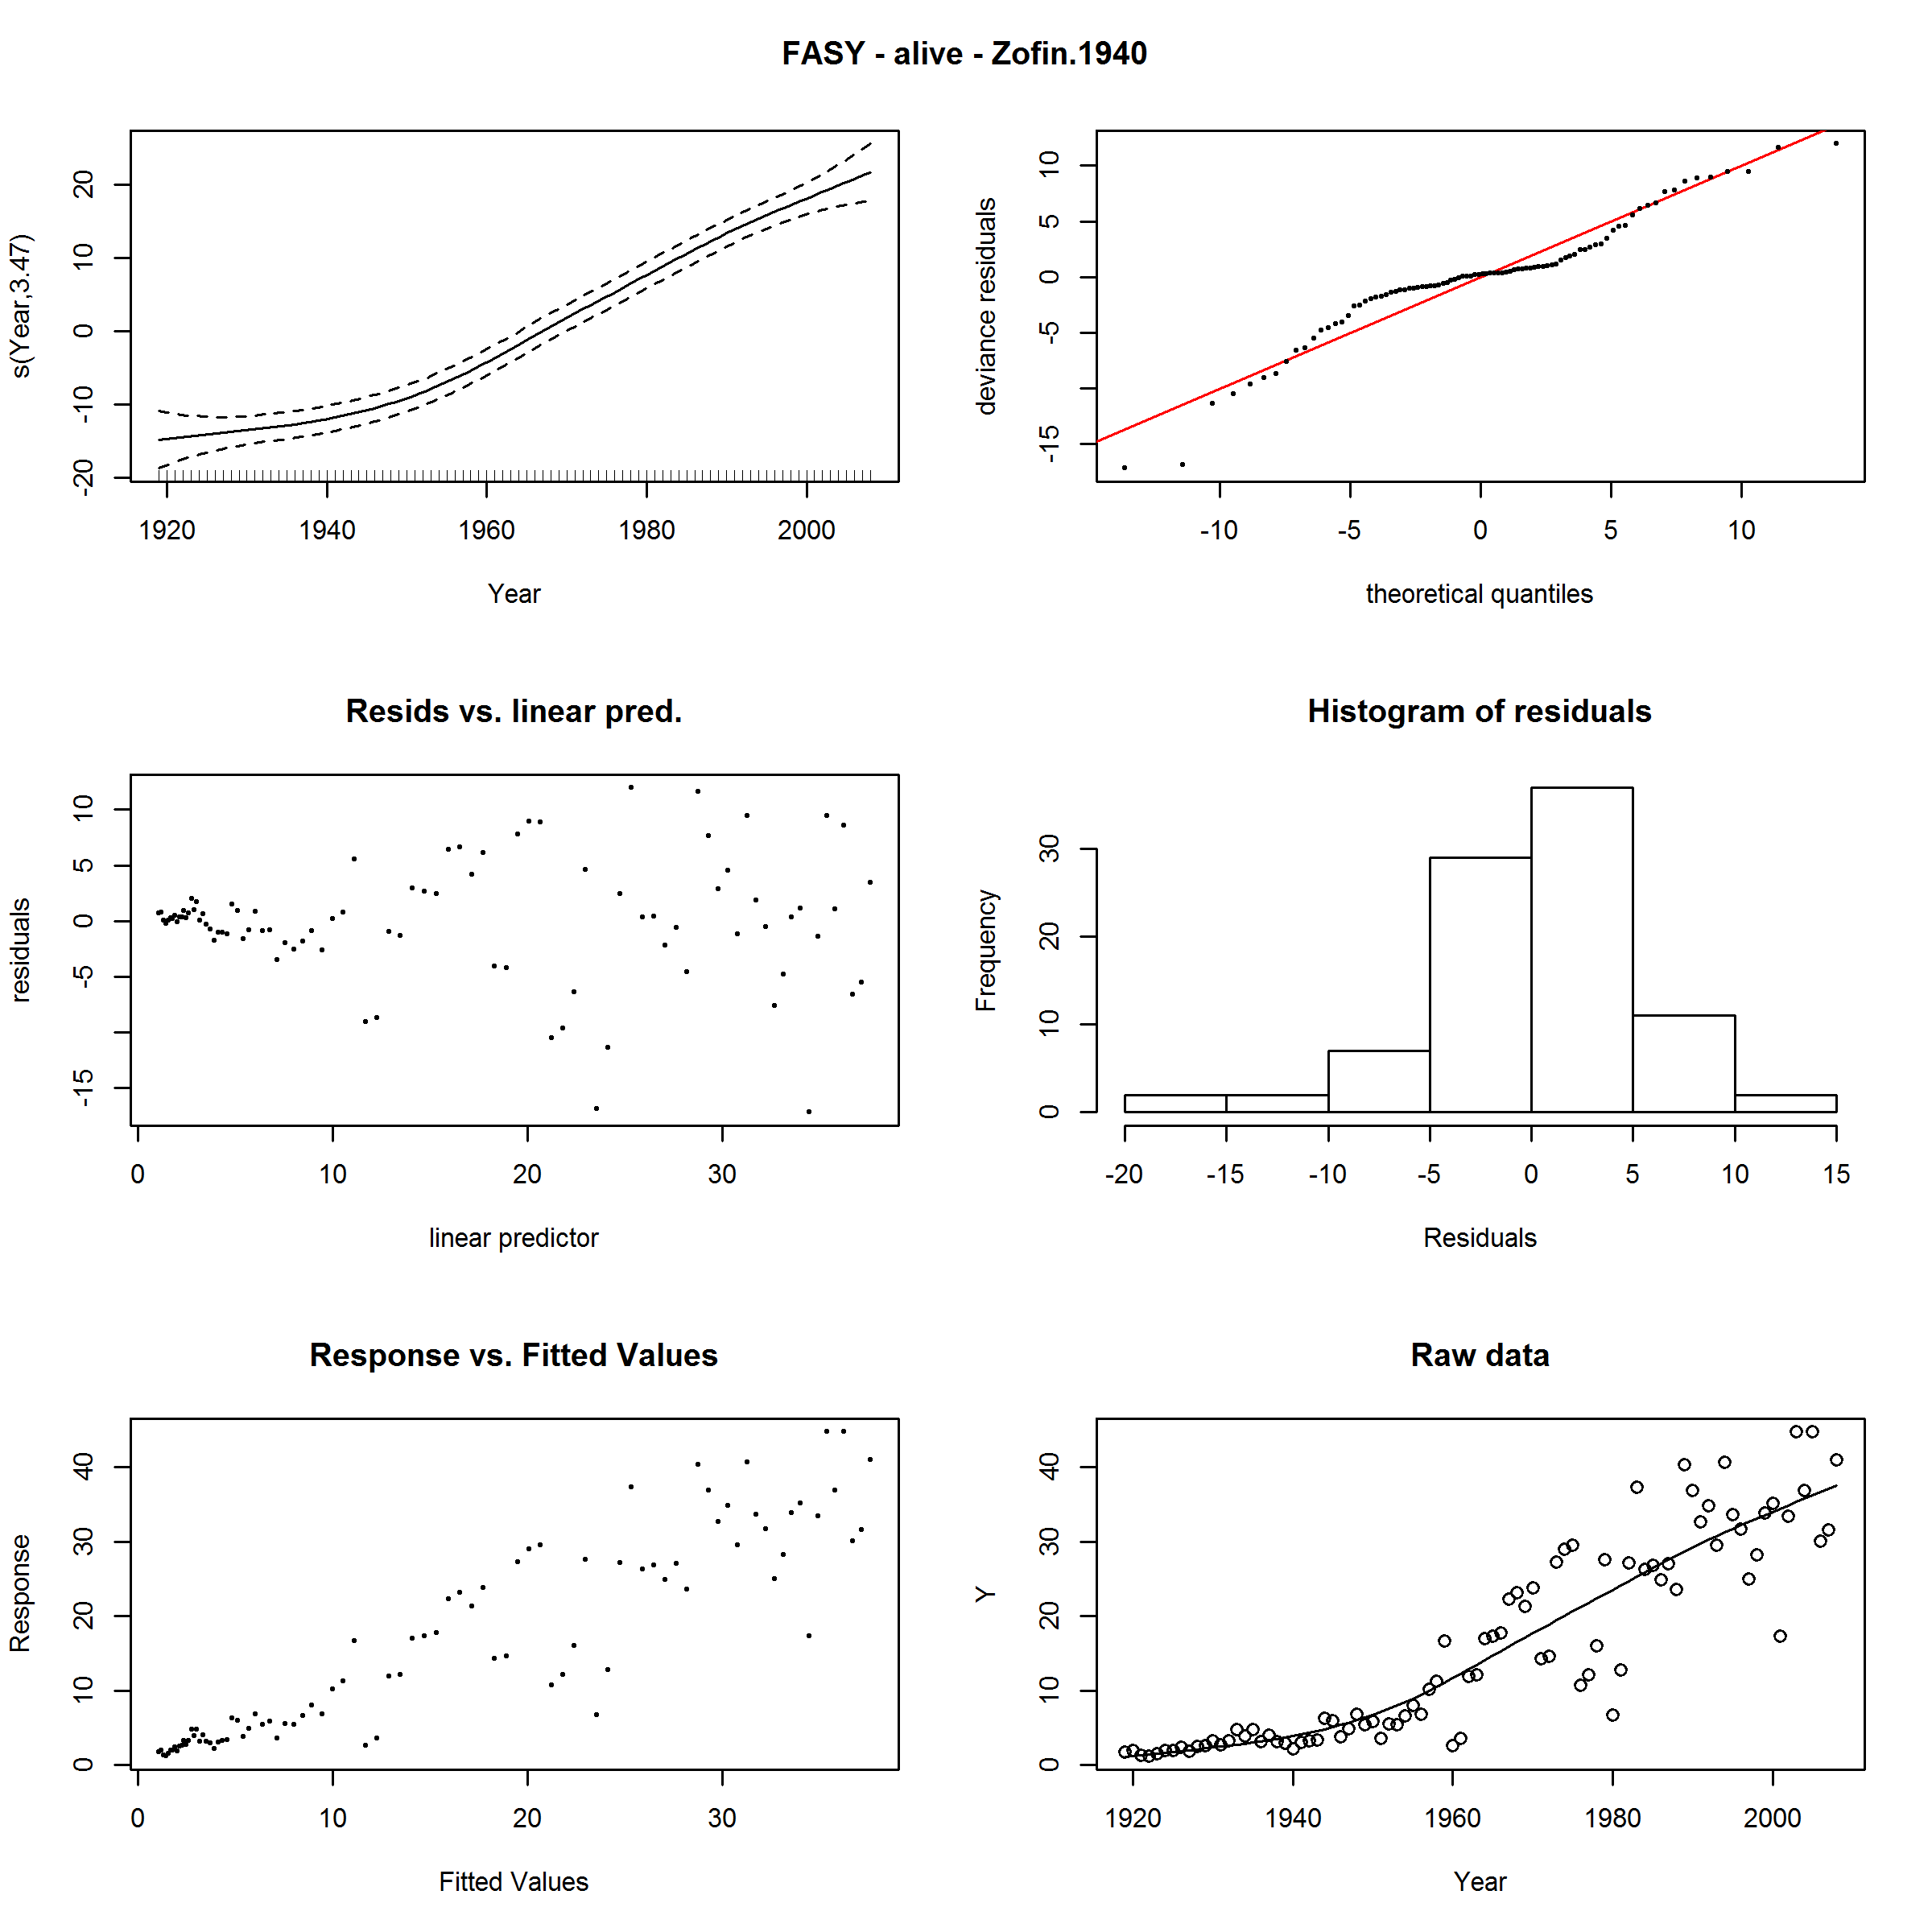 FASY - alive - Zofin.1940
s(Year,3.47)
20
10
0
-10
-20
1920 1940 1960 1980 2000
Year
deviance residuals
10
5
0
-5
-15
-10 -5 0 5 10
theoretical quantiles
Resids vs. linear pred.
residuals
10
5
0
-5
-15
0 10 20 30
linear predictor
Histogram of residuals
Frequency
30
20
10
0
-20 -15 -10 -5 0 5 10 15
Residuals
Response vs. Fitted Values
Response
40
30
20
10
0
0 10 20 30
Fitted Values
Raw data
Y
40
30
20
10
0
1920 1940 1960 1980 2000
Year